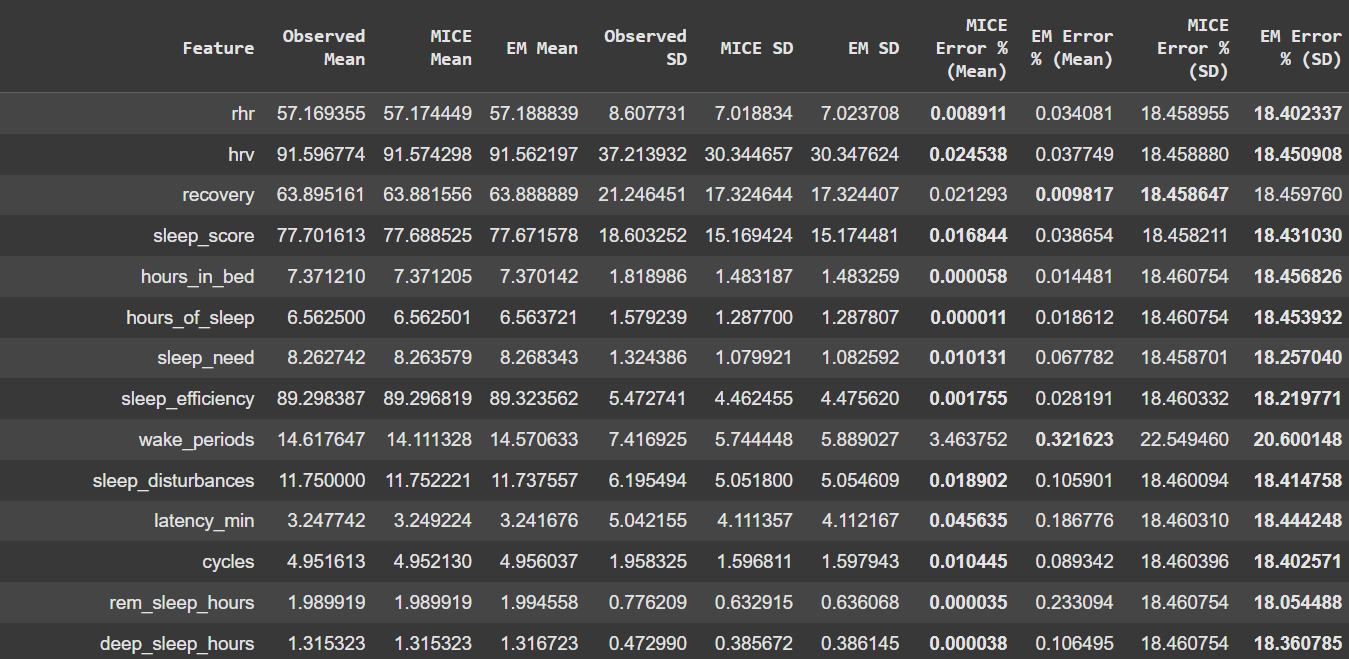 Feature Observed Mean MICE Mean EM Mean Observed SD MICE SD EM SD MICE Error % (Mean) EM Error % (Mean) MICE Error % (SD) EM Error % (SD)
rhr 57.169355 57.174449 57.188839 8.607731 7.018834 7.023708 0.008911 0.034081 18.458955 18.402337
hrv 91.596774 91.574298 91.562197 37.213932 30.344657 30.347624 0.024538 0.037749 18.458880 18.450908
recovery 63.895161 63.881556 63.888889 21.246451 17.324644 17.324407 0.021293 0.009817 18.458647 18.459760
sleep_score 77.701613 77.688525 77.671578 18.603252 15.169424 15.174481 0.016844 0.038654 18.458211 18.431030
hours_in_bed 7.371210 7.371205 7.370142 1.818986 1.483187 1.483259 0.000058 0.014481 18.460754 18.456826
hours_of_sleep 6.562500 6.562501 6.563721 1.579239 1.287700 1.287807 0.000011 0.018612 18.460754 18.453932
sleep_need 8.262742 8.263579 8.268343 1.324386 1.079921 1.082592 0.010131 0.067782 18.458701 18.257040
sleep_efficiency 89.298387 89.296819 89.323562 5.472741 4.462455 4.475620 0.001755 0.028191 18.460332 18.219771
wake_periods 14.617647 14.111328 14.570633 7.416925 5.744448 5.889027 3.463752 0.321623 22.549460 20.600148
sleep_disturbances 11.750000 11.752221 11.737557 6.195494 5.051800 5.054609 0.018902 0.105901 18.460094 18.414758
latency_min 3.247742 3.249224 3.241676 5.042155 4.111357 4.112167 0.045635 0.186776 18.460310 18.444248
cycles 4.951613 4.952130 4.956037 1.958325 1.596811 1.597943 0.010445 0.089342 18.460396 18.402571
rem_sleep_hours 1.989919 1.989919 1.994558 0.776209 0.632915 0.636068 0.000035 0.233094 18.460754 18.054488
deep_sleep_hours 1.315323 1.315323 1.316723 0.472990 0.385672 0.386145 0.000038 0.106495 18.460754 18.360785